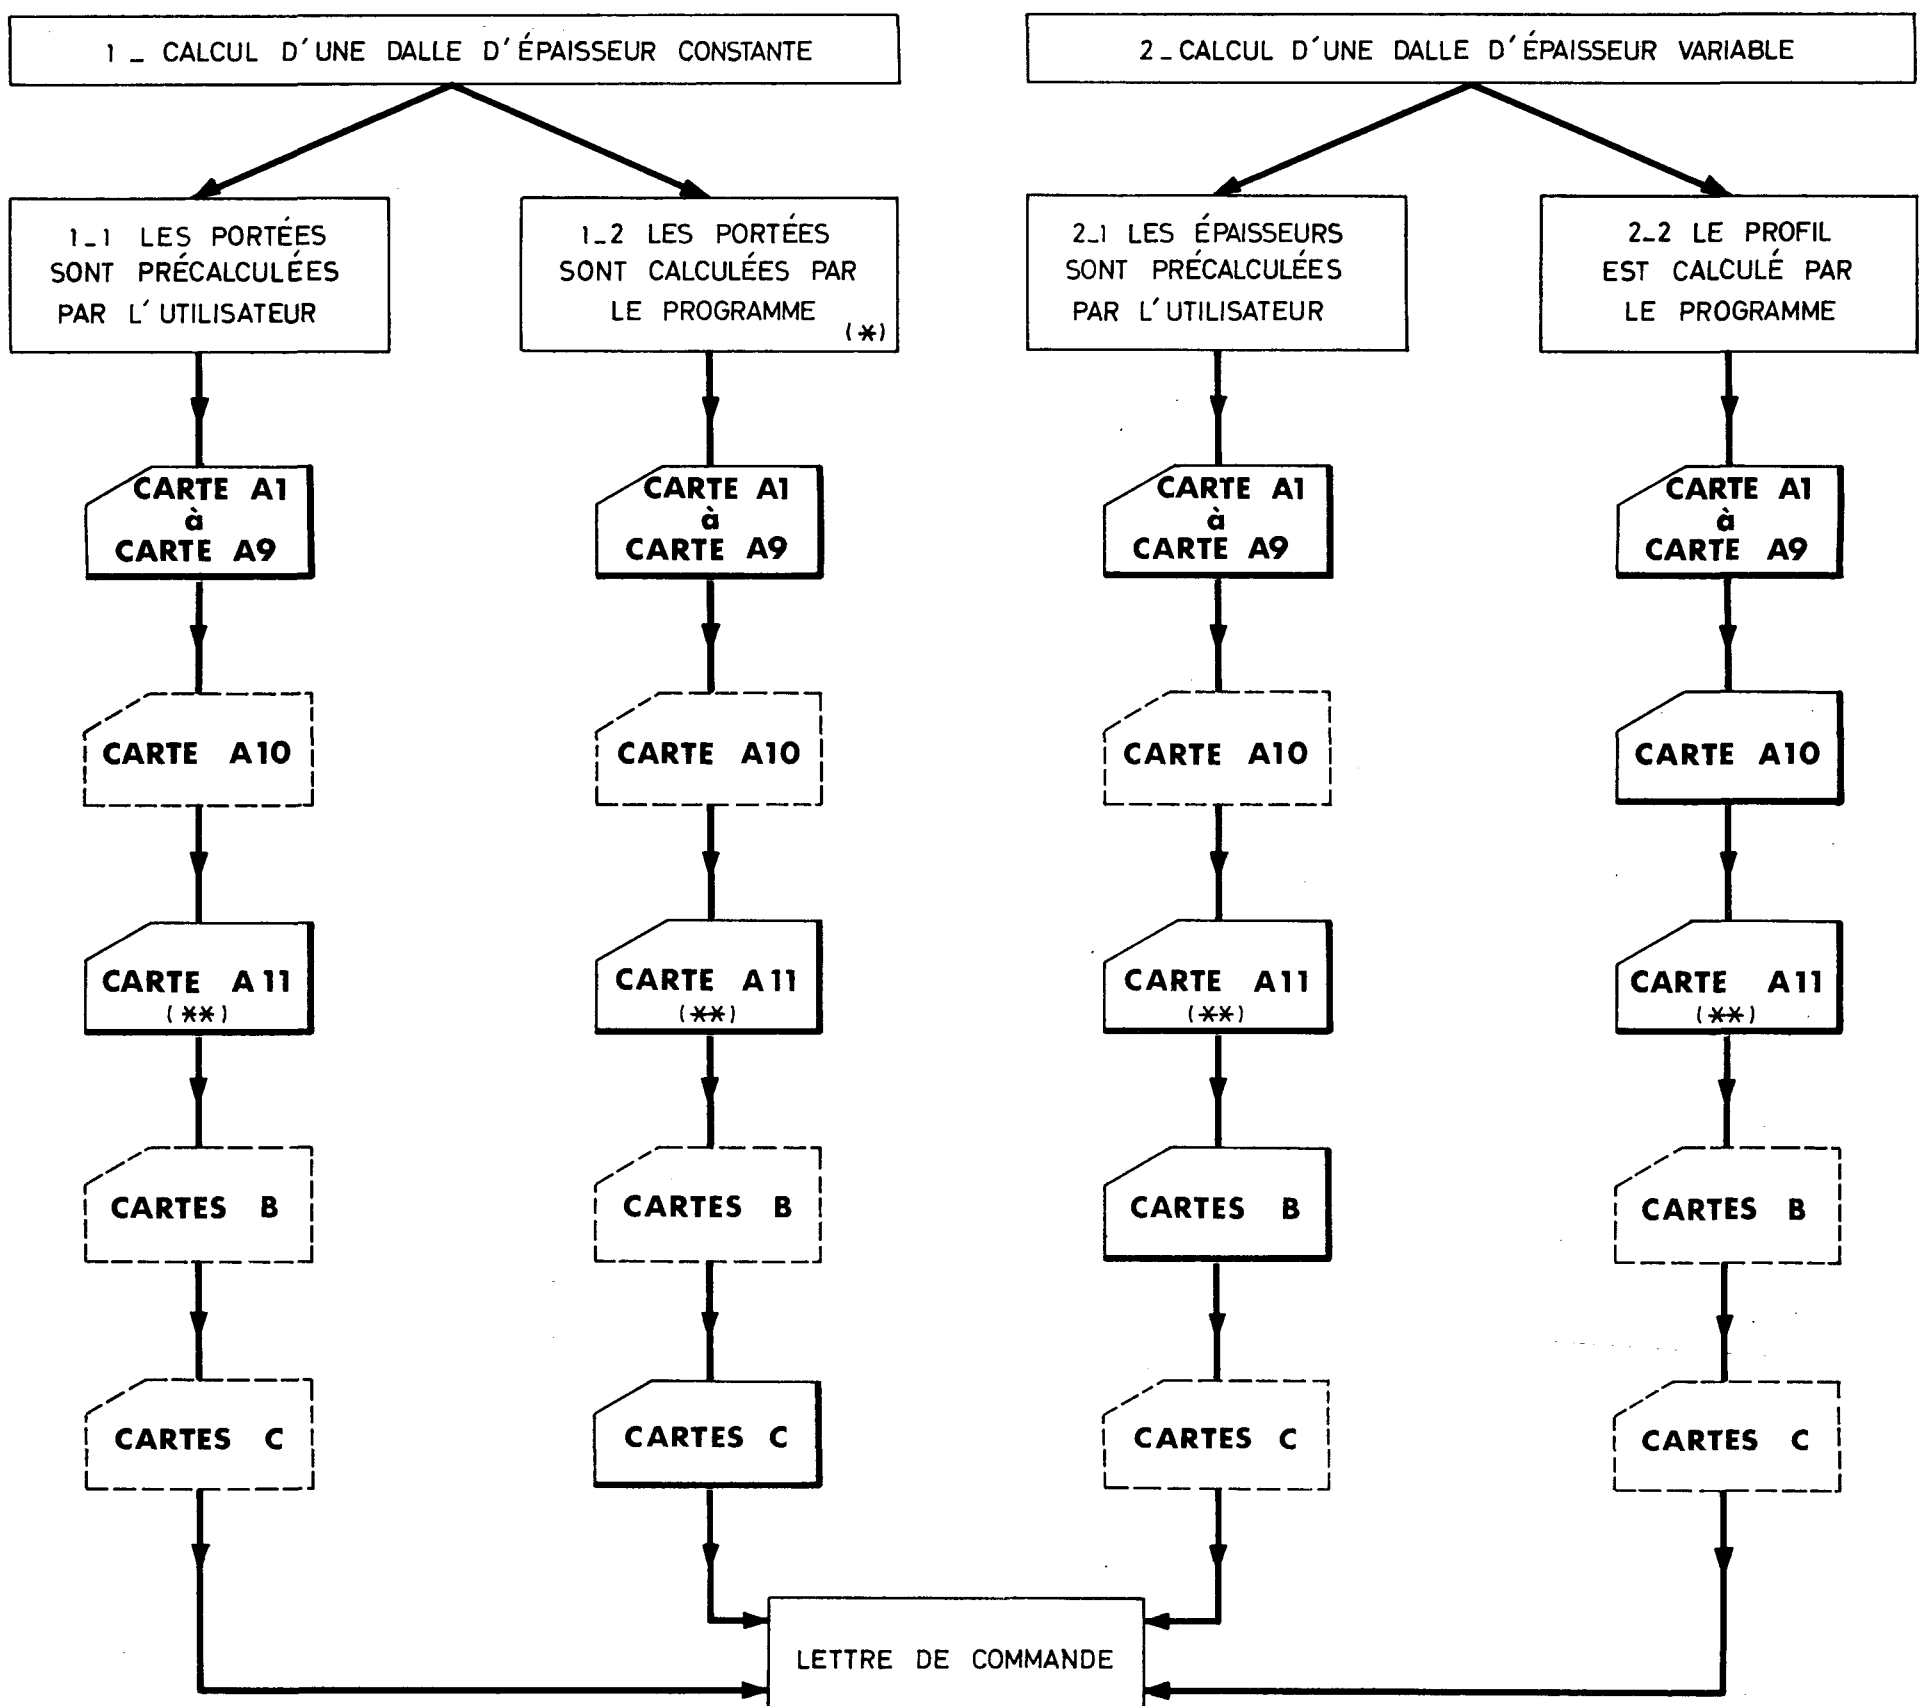 1_ CALCUL D'UNE DALLE D'ÉPAISSEUR CONSTANTE
1_1 LES PORTÉES
SONT PRÉCALCULÉES
PAR L'UTILISATEUR
1_2 LES PORTÉES
SONT CALCULÉES PAR
LE PROGRAMME
(*)
2_CALCUL D'UNE DALLE D'ÉPAISSEUR VARIABLE
2_1 LES ÉPAISSEURS
SONT PRÉCALCULÉES
PAR L'UTILISATEUR
2_2 LE PROFIL
EST CALCULÉ PAR
LE PROGRAMME
CARTE A1
à
CARTE A9
CARTE A1
à
CARTE A9
CARTE A1
à
CARTE A9
CARTE A1
à
CARTE A9
CARTE A10
CARTE A10
CARTE A10
CARTE A10
CARTE A11
(**)
CARTE A11
(**)
CARTE A11
(**)
CARTE A11
(**)
CARTES B
CARTES B
CARTES B
CARTES B
CARTES C
CARTES C
CARTES C
CARTES C
LETTRE DE COMMANDE